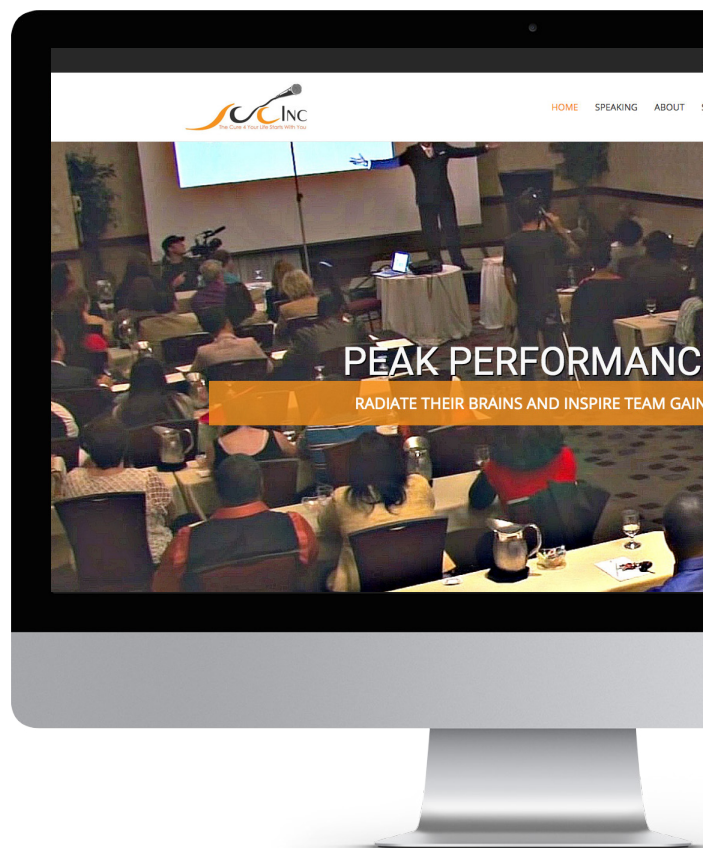 JCC INC
The Cure 4 Your Life Starts With You
HOME SPEAKING ABOUT S
PEAK PERFORMANC
RADIATE THEIR BRAINS AND INSPIRE TEAM GAIN